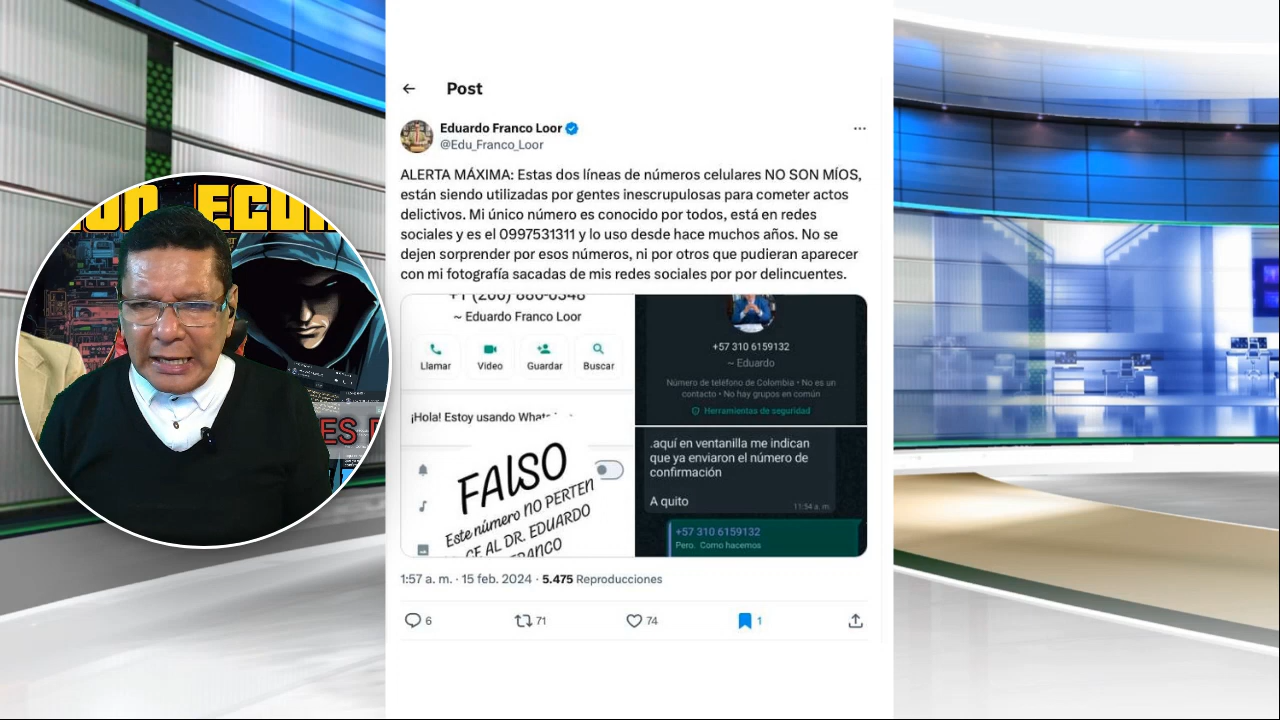 Post
Eduardo Franco Loor
@Edu_Franco_Loor
ALERTA MÁXIMA: Estas dos líneas de números celulares NO SON MÍOS,
están siendo utilizadas por gentes inescrupulosas para cometer actos
delictivos. Mi único número es conocido por todos, está en redes
sociales y es el 0997531311 y lo uso desde hace muchos años. No se
dejen sorprender por esos números, ni por otros que pudieran aparecer
con mi fotografía sacadas de mis redes sociales por por delincuentes.
~ Eduardo Franco Loor
Llamar Video Guardar Buscar
¡Hola! Estoy usando
FAlSO
Este número NO PERTEN
CE AL DR. EDUARDO
FRANCO
+57 310 6159132
~ Eduardo
Número de teléfono de Colombia • No es un
contacto • No hay grupos en común
Herramientas de seguridad
.aquí en ventanilla me indican
que ya enviaron el número de
confirmación
A quito
11:54 a. m.
+57 310 6159132
Pero. Como hacemos
1:57 a. m. · 15 feb. 2024 · 5.475 Reproducciones
6 71 74 1